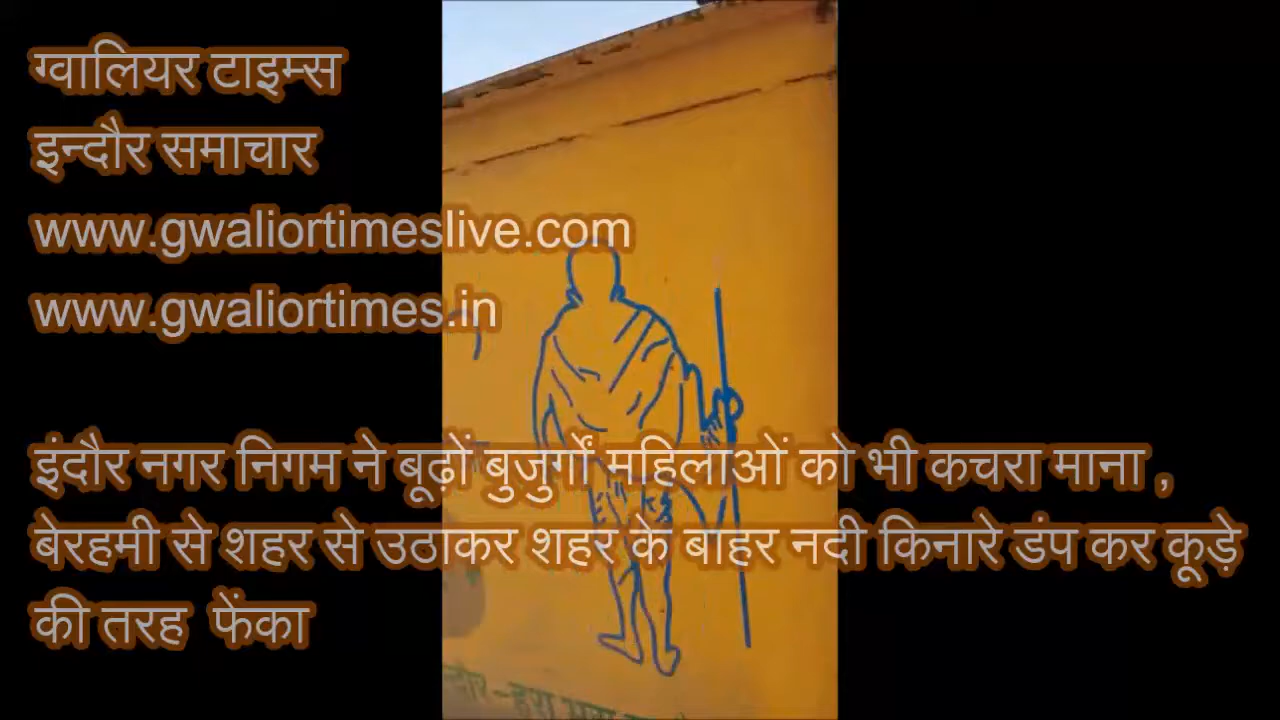 ग्वालियर टाइम्स
इन्दौर समाचार
www.gwaliortimeslive.com
www.gwaliortimes.in
इंदौर नगर निगम ने बूढ़ों बुजुर्गों महिलाओं को भी कचरा माना ,
बेरहमी से शहर से उठाकर शहर के बाहर नदी किनारे डंप कर कूड़े
की तरह फेंका